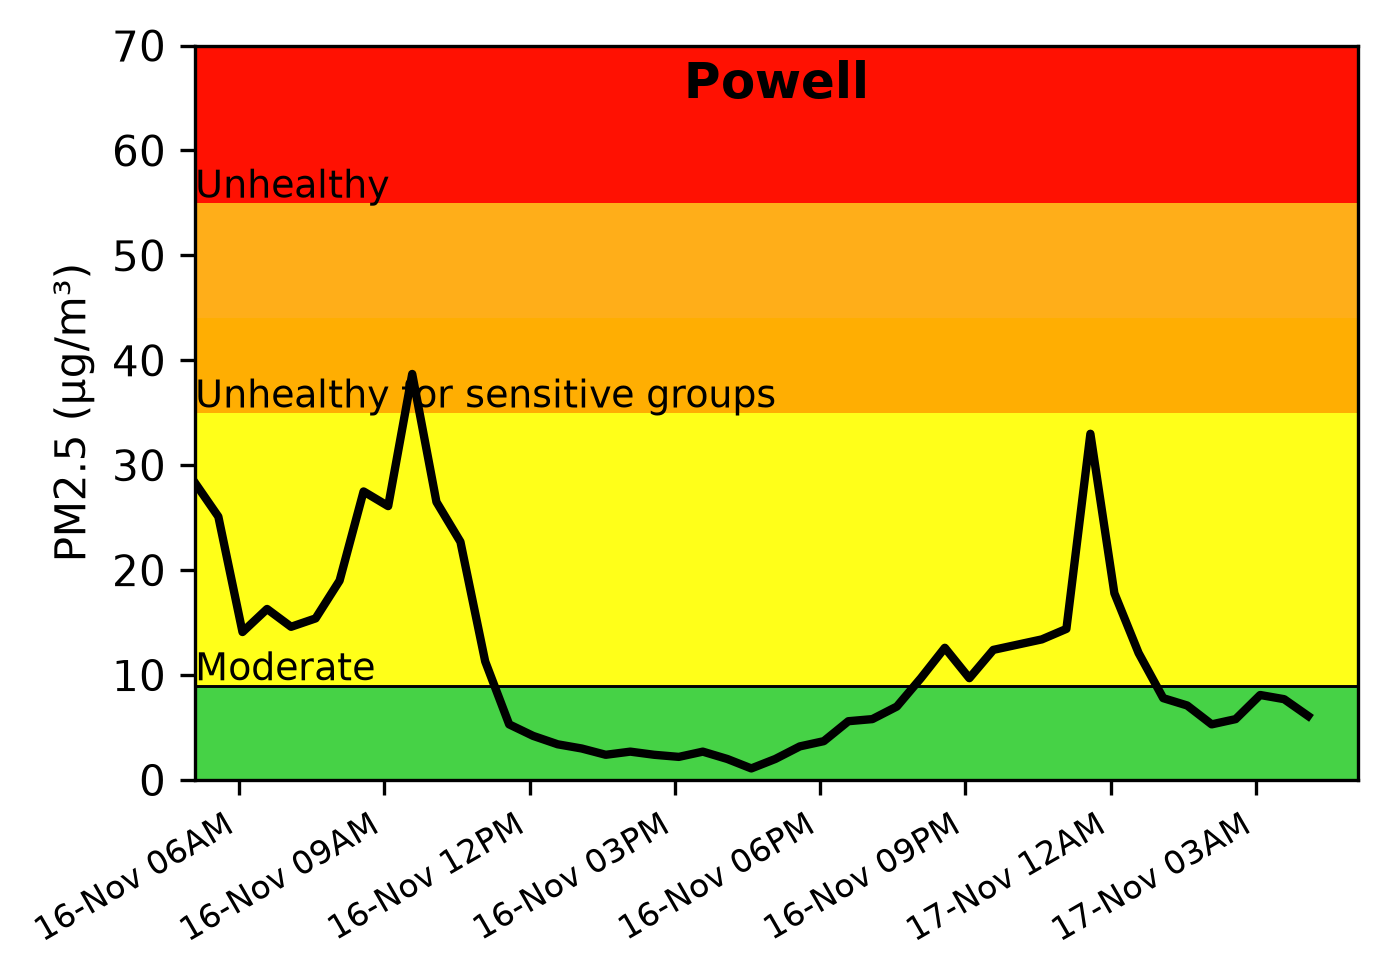 Powell
PM2.5 (µg/m³)
70
60
50
40
30
20
10
0
Unhealthy
Unhealthy for sensitive groups
Moderate
16-Nov 06AM
16-Nov 09AM
16-Nov 12PM
16-Nov 03PM
16-Nov 06PM
16-Nov 09PM
17-Nov 12AM
17-Nov 03AM